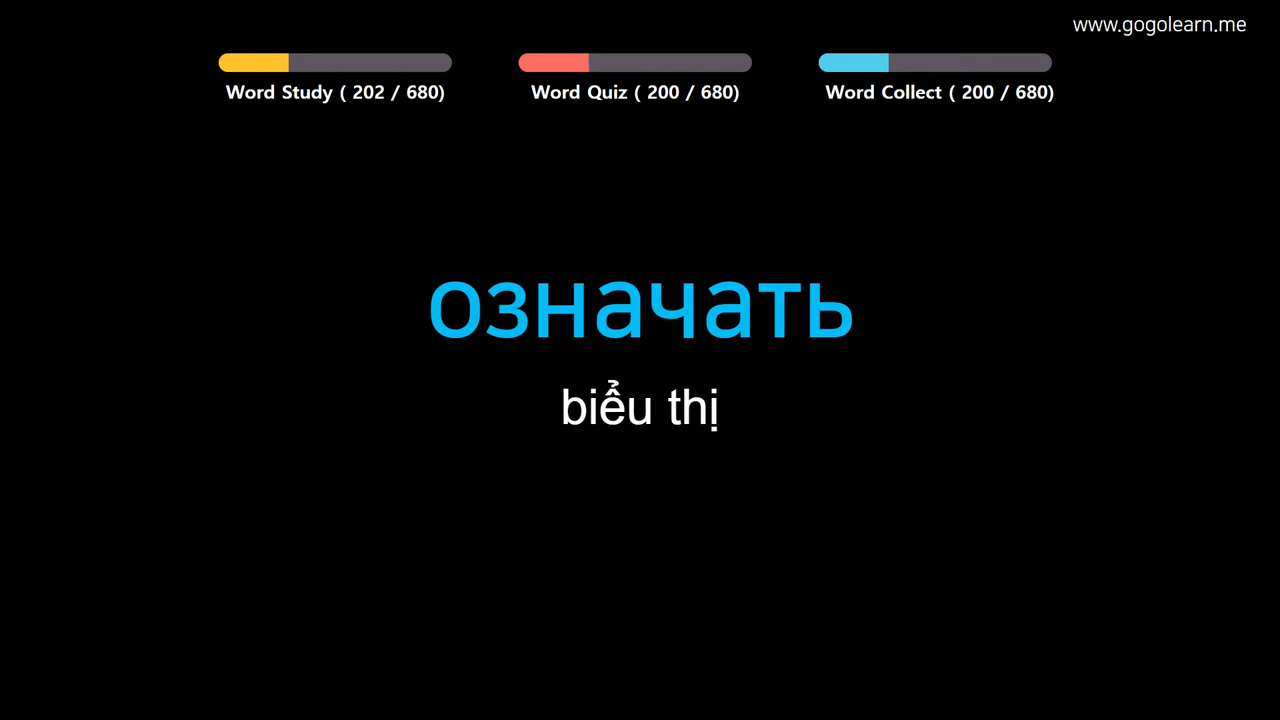 www.gogolearn.me
Word Study ( 202 / 680)
Word Quiz ( 200 / 680)
Word Collect ( 200 / 680)
означать
biểu thị